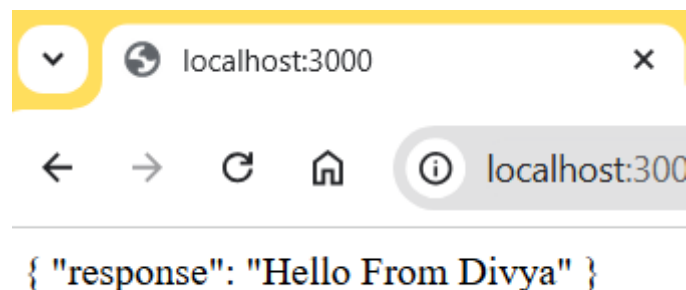 localhost:3000
localhost:300
{ "response": "Hello From Divya" }